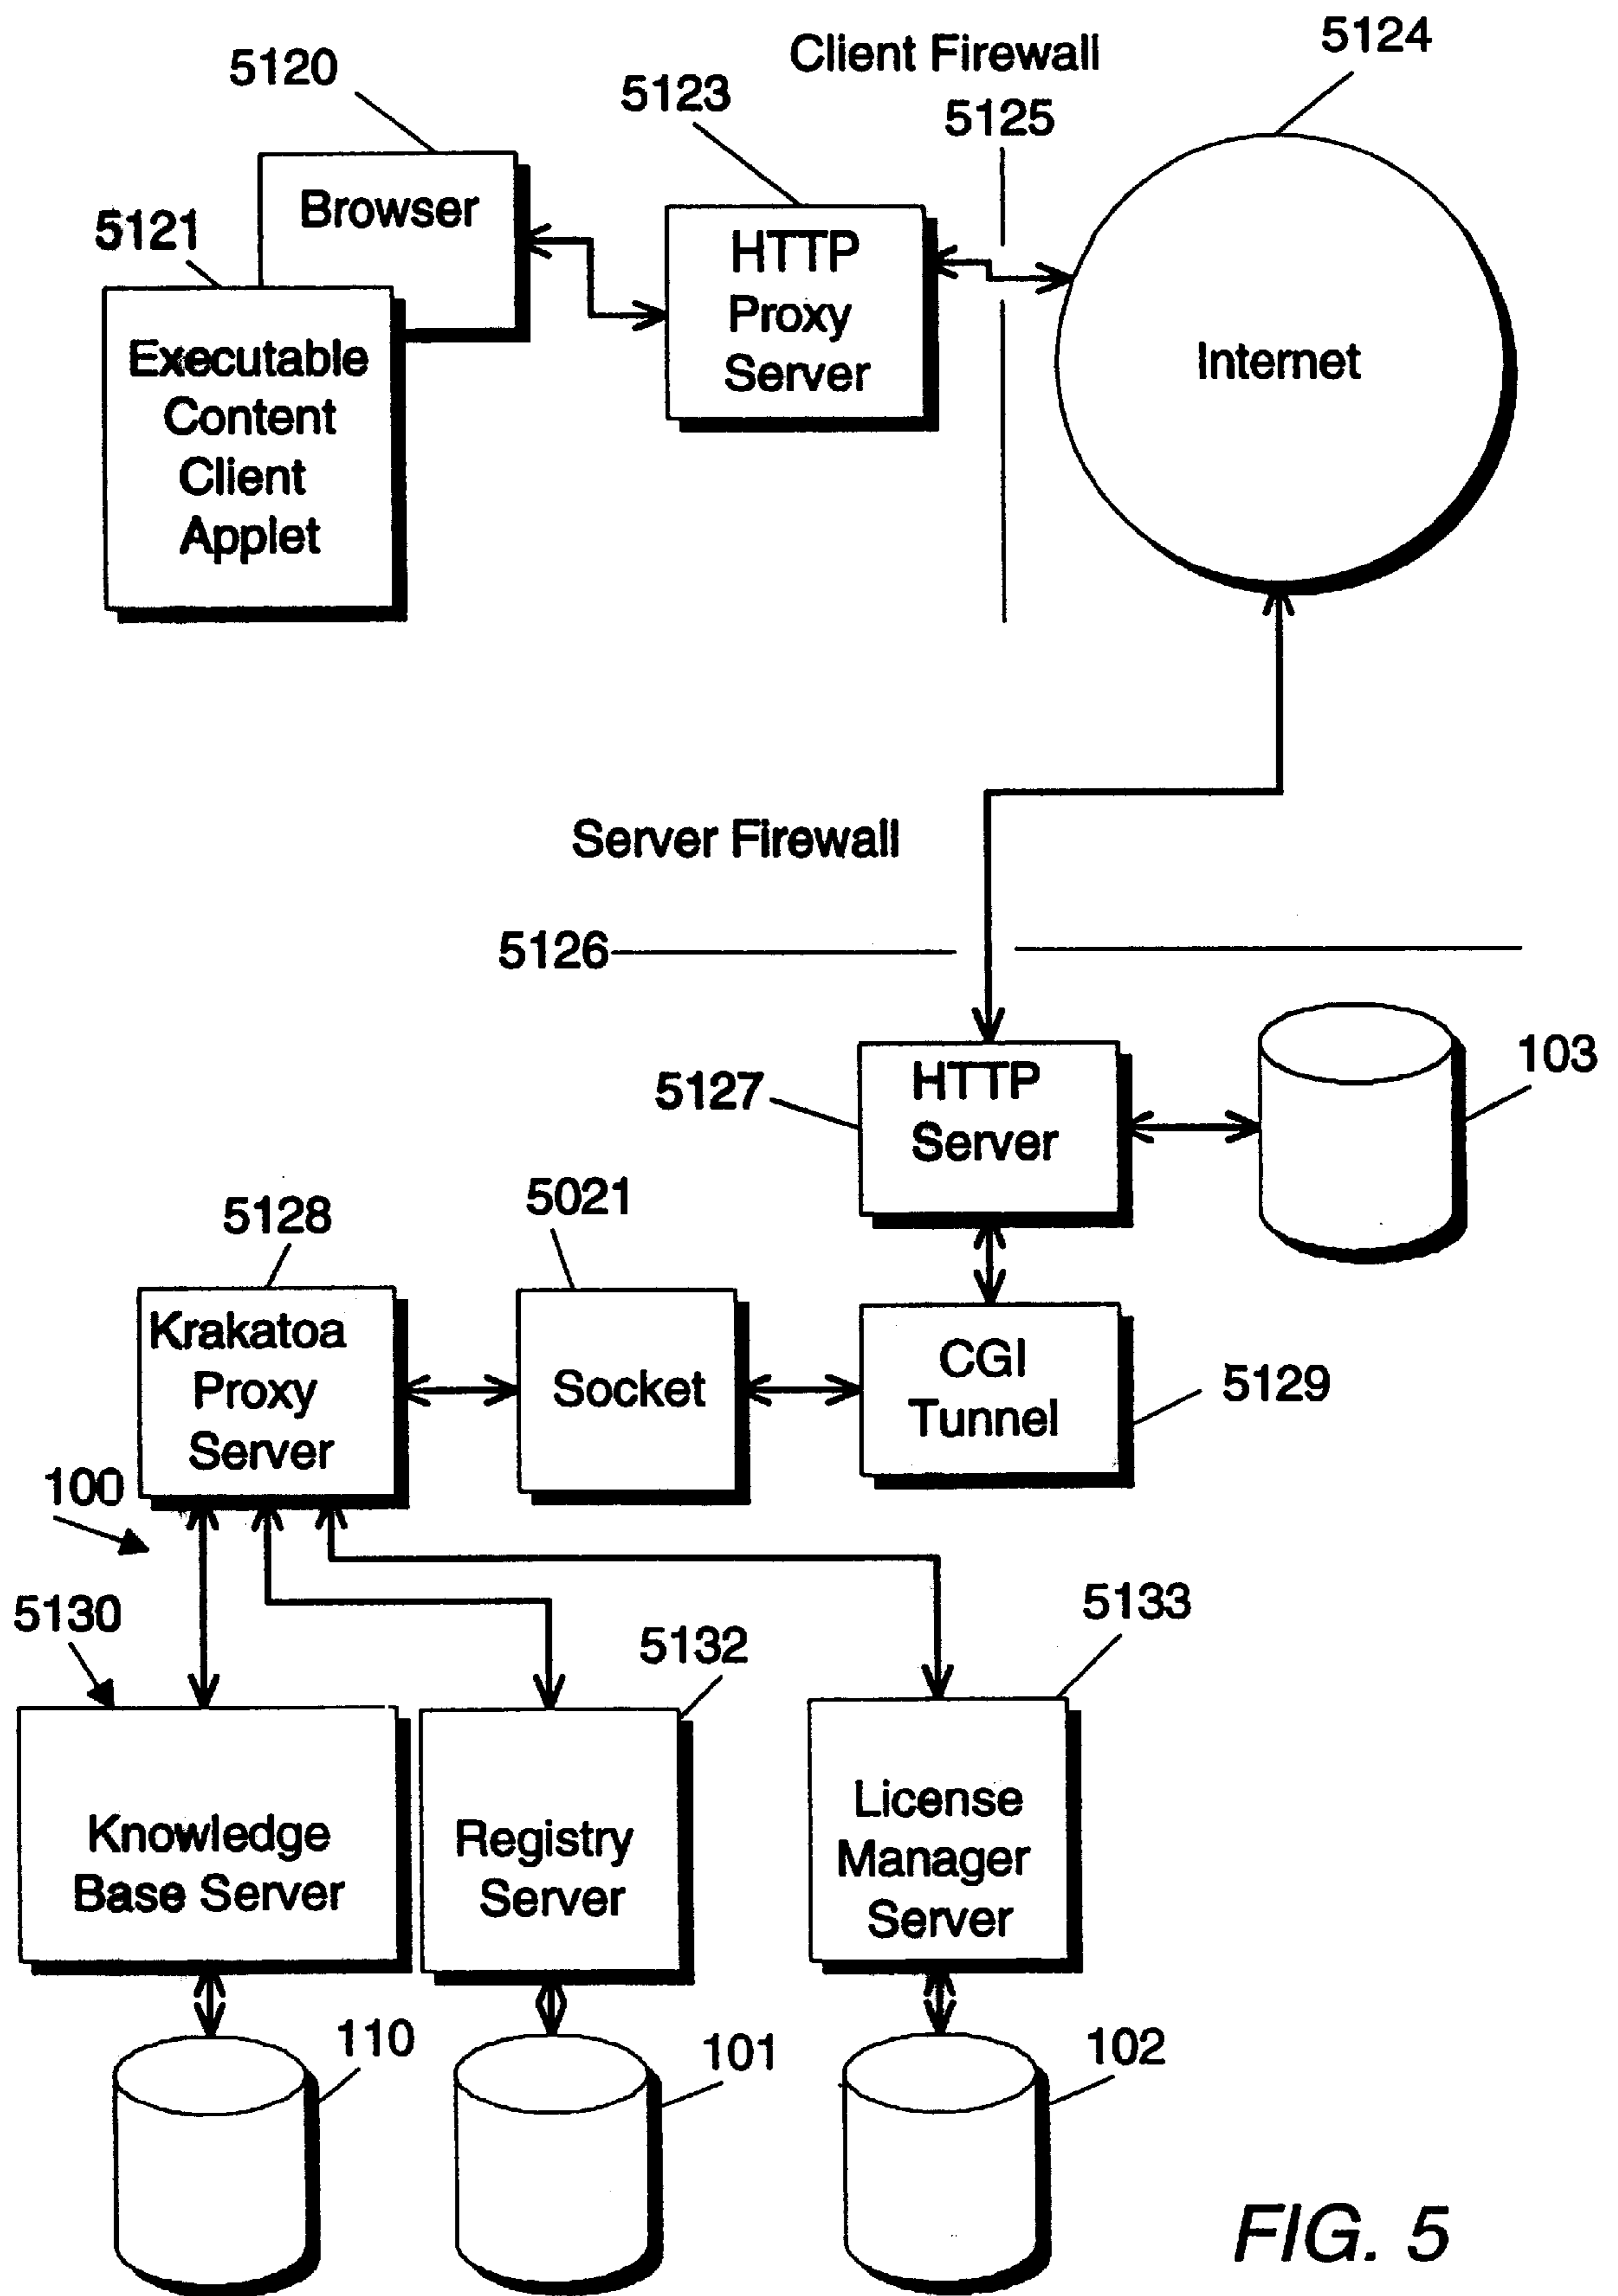 Client Firewall
5124
5120
5123
5125
Browser
5121
HTTP
Proxy
Server
Internet
Executable
Content
Client
Applet
Server Firewall
5126
103
HTTP
Server
5127
5021
5128
Krakatoa
Proxy
Server
Socket
CGI
Tunnel
5129
100
5130
5132
5133
Knowledge
Base Server
Registry
Server
License
Manager
Server
110
101
102
FIG. 5